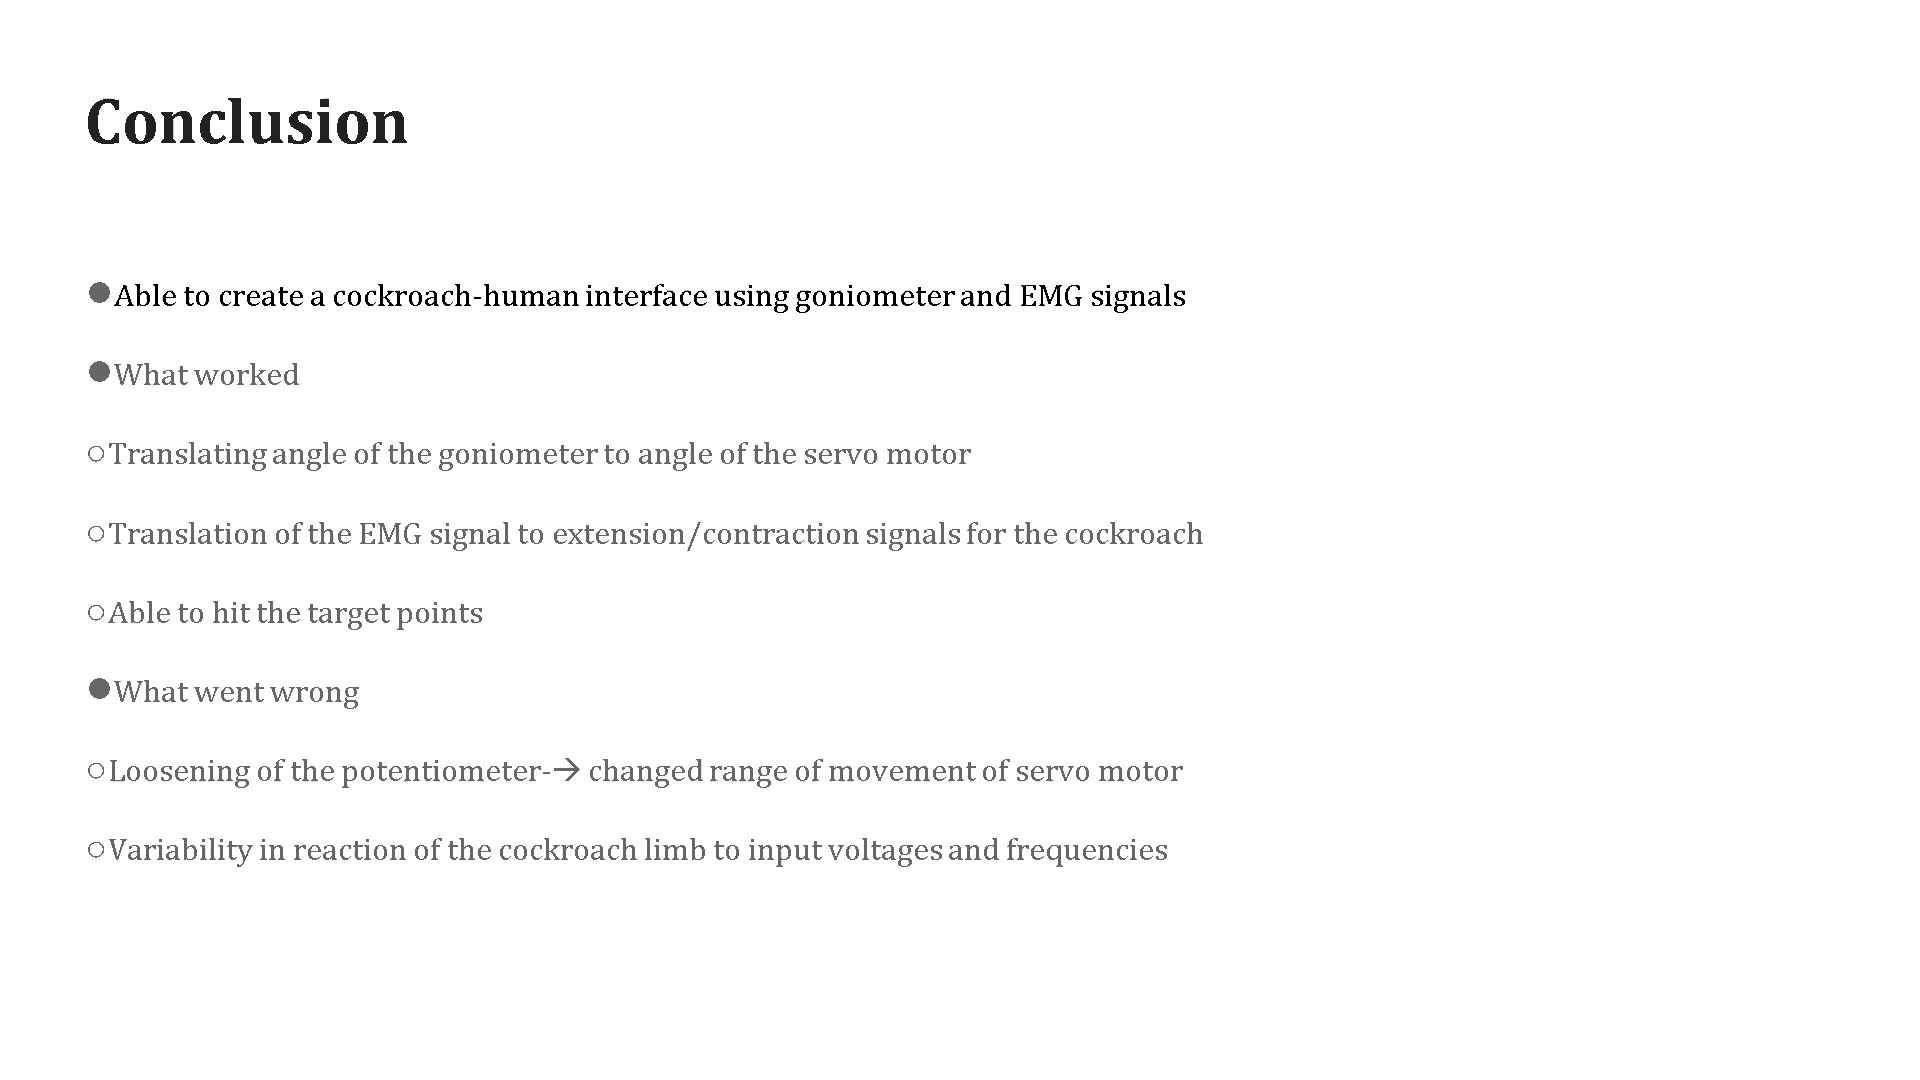 Conclusion
●Able to create a cockroach-human interface using goniometer and EMG signals
●What worked
○Translating angle of the goniometer to angle of the servo motor
○Translation of the EMG signal to extension/contraction signals for the cockroach
○Able to hit the target points
●What went wrong
○Loosening of the potentiometer-→ changed range of movement of servo motor
○Variability in reaction of the cockroach limb to input voltages and frequencies